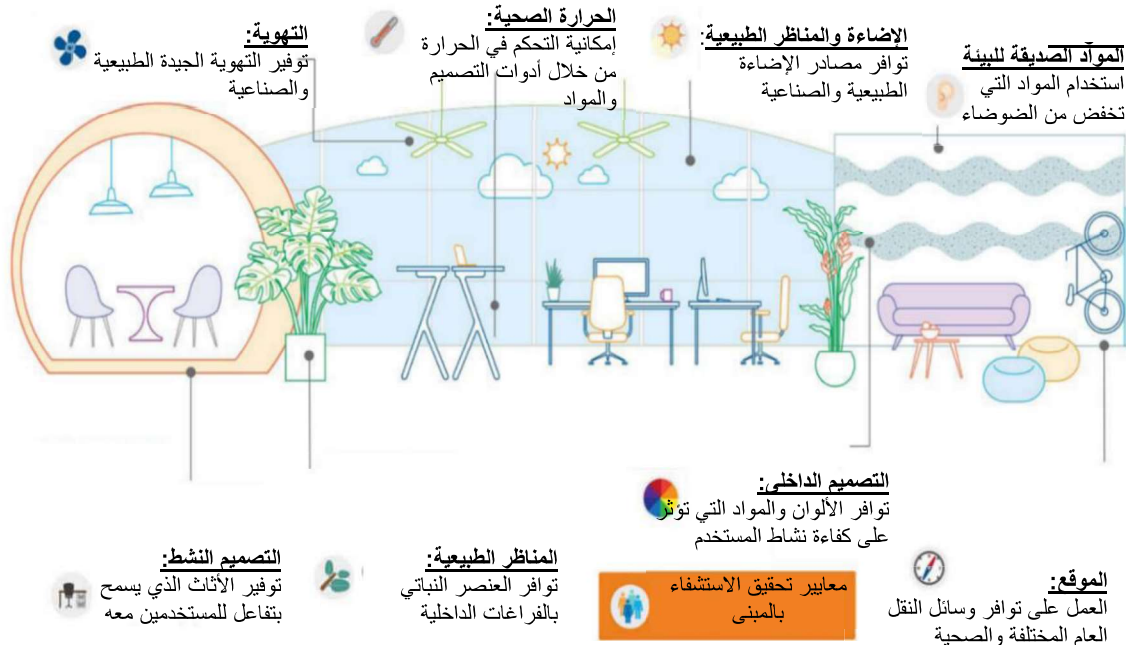 المواد الصديقة للبيئة
استخدام المواد التي
تخفض من الضوضاء
الإضاءة والمناظر الطبيعية:
توافر مصادر الإضاءة
الطبيعية والصناعية
الحرارة الصحية:
إمكانية التحكم في الحرارة
من خلال أدوات التصميم
والمواد
التهوية:
توفير التهوية الجيدة الطبيعية
والصناعية
التصميم الداخلى:
توافر الألوان والمواد التي تؤثر
على كفاءة نشاط المستخدم
الموقع:
العمل على توافر وسائل النقل
العام المختلفة والصحية
معايير تحقيق الاستشفاء
بالمبنى
المناظر الطبيعية:
توافر العنصر النباتي
بالفراغات الداخلية
التصميم النشط:
توفير الأثاث الذي يسمح
بتفاعل للمستخدمين معه